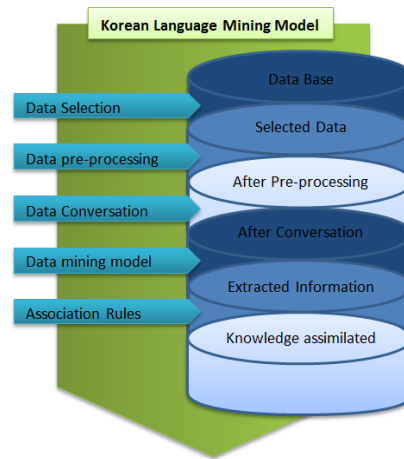 Korean Language Mining Model
Data Base
Data Selection
Selected Data
Data pre-processing
After Pre-processing
Data Conversation
After Conversation
Data mining model
Extracted Information
Association Rules
Knowledge assimilated